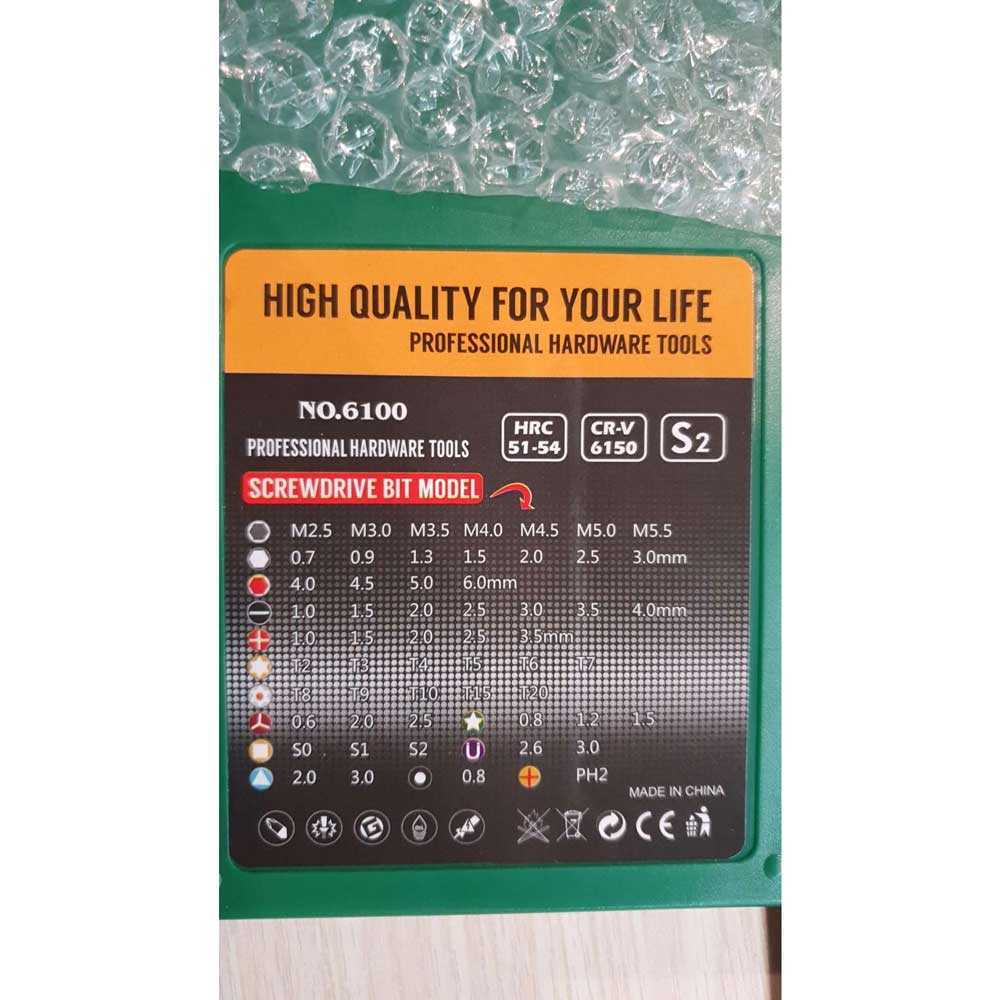 HIGH QUALITY FOR YOUR LIFE
PROFESSIONAL HARDWARE TOOLS
NO.6100
PROFESSIONAL HARDWARE TOOLS
HRC 51-54
CR-V 6150
S2
SCREWDRIVE BIT MODEL
M2.5 M3.0 M3.5 M4.0 M4.5 M5.0 M5.5
0.7 0.9 1.3 1.5 2.0 2.5 3.0mm
4.0 4.5 5.0 6.0mm
1.0 1.5 2.0 2.5 3.0 3.5 4.0mm
1.0 1.5 2.0 2.5 3.5mm
T2 T3 T4 T5 T6 T7
T8 T9 T10 T15 T20
0.6 2.0 2.5 0.8 1.2 1.5
S0 S1 S2 U 2.6 3.0
2.0 3.0 0.8 PH2
MADE IN CHINA
CE